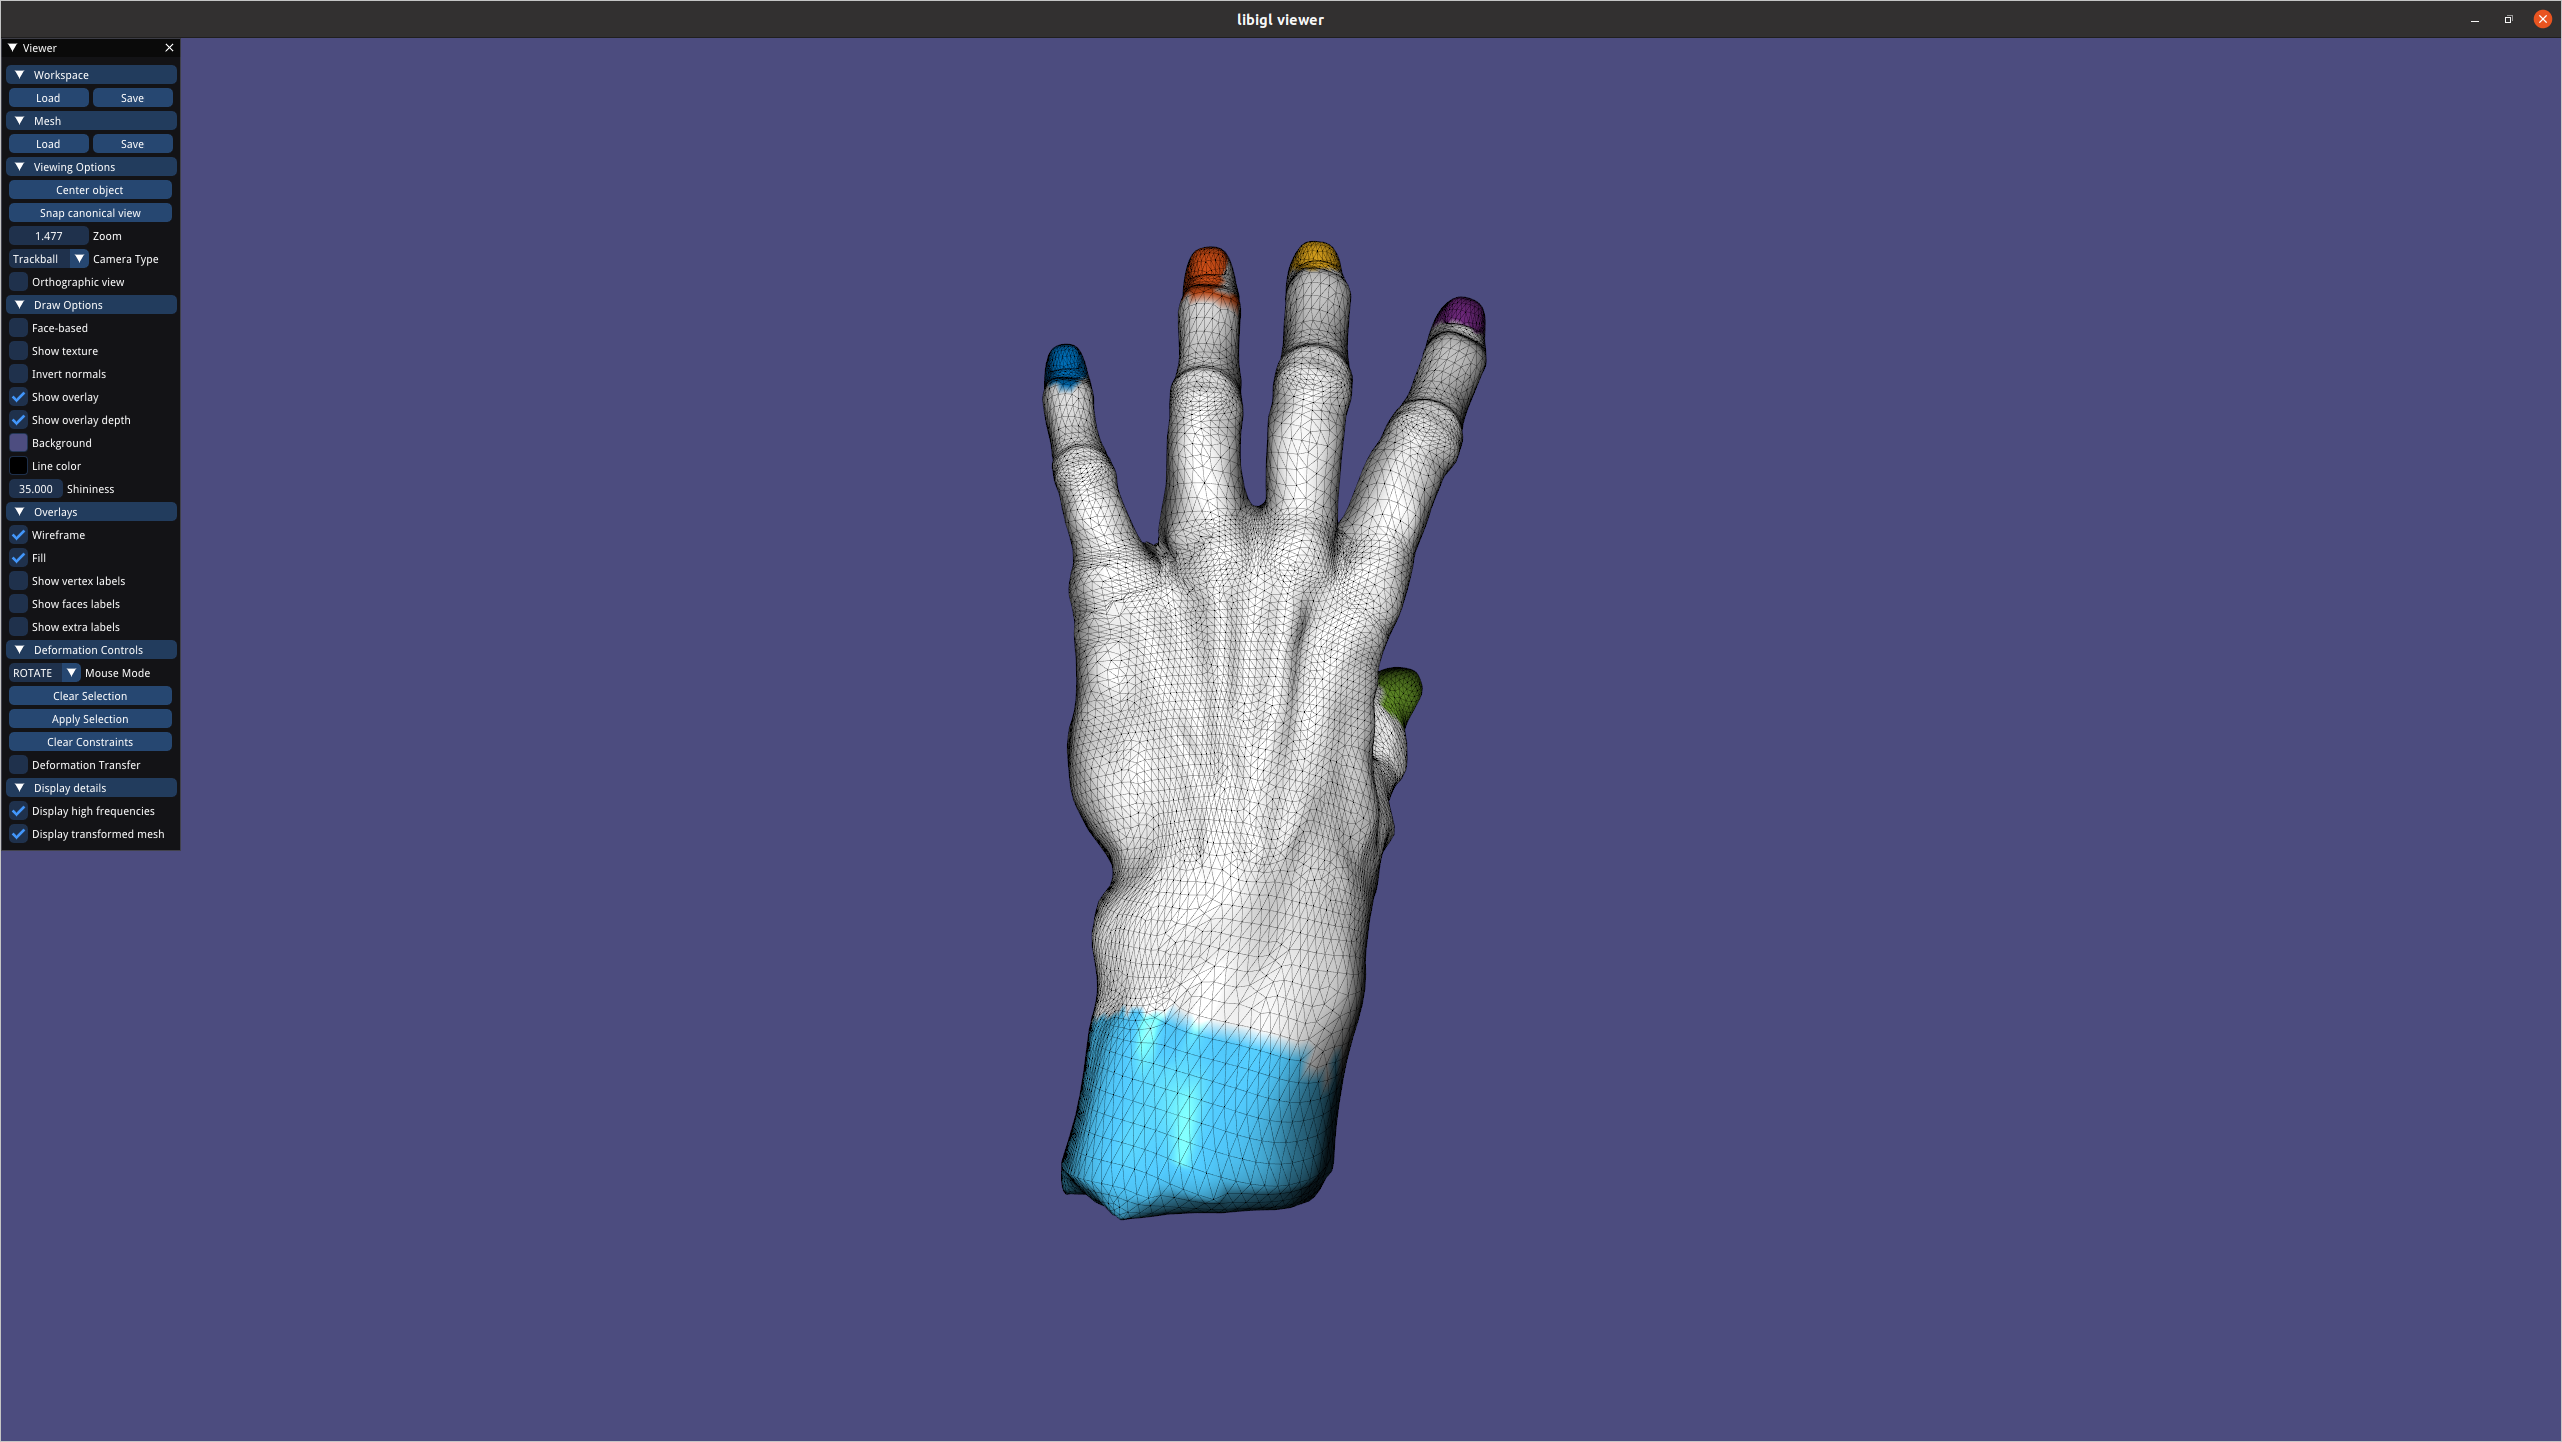 libigl viewer
Viewer
Workspace
Load Save
Mesh
Load Save
Viewing Options
Center object
Snap canonical view
1.477 Zoom
Trackball Camera Type
Orthographic view
Draw Options
Face-based
Show texture
Invert normals
Show overlay
Show overlay depth
Background
Line color
35.000 Shininess
Overlays
Wireframe
Fill
Show vertex labels
Show faces labels
Show extra labels
Deformation Controls
ROTATE Mouse Mode
Clear Selection
Apply Selection
Clear Constraints
Deformation Transfer
Display details
Display high frequencies
Display transformed mesh